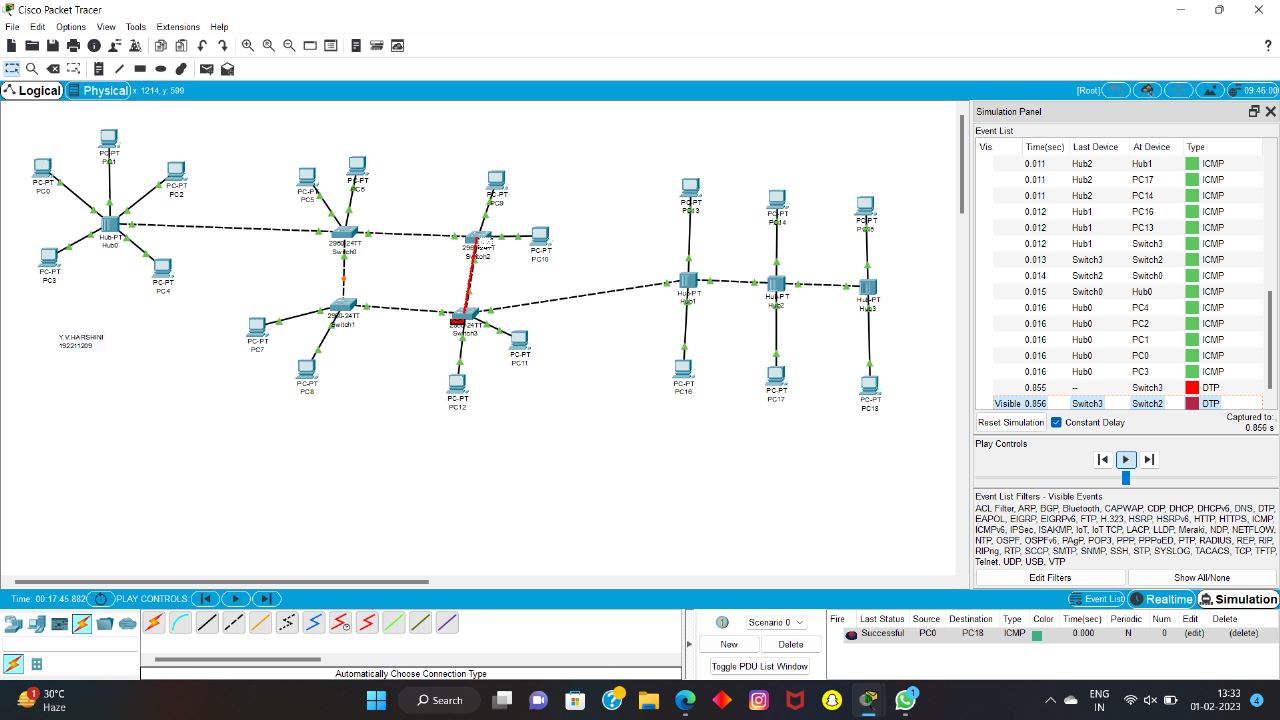 Cisco Packet Tracer
File Edit Options View Tools Extensions Help
?
Logical Physical x: 1214, y: 599
[Root] 09:46:00
PC-PT
PC0
PC-PT
PC1
PC-PT
PC2
PC-PT
PC3
PC-PT
PC4
Hub-PT
Hub0
PC-PT
PC5
PC-PT
PC6
2960-24TT
Switch0
PC-PT
PC9
Switch2
PC-PT
PC10
2960-24TT
Switch1
PC-PT
PC7
PC-PT
PC8
2960-24TT
Switch3
PC-PT
PC11
PC-PT
PC12
PC-PT
PC13
PC-PT
PC14
PC-PT
PC15
Hub-PT
Hub1
Hub-PT
Hub2
Hub-PT
Hub3
PC-PT
PC16
PC-PT
PC17
PC-PT
PC18
Y.V.HARSHINI
192211209
Simulation Panel
Event List
Vis. Time(sec) Last Device At Device Type
0.011 Hub2 Hub1 ICMP
0.011 Hub2 PC17 ICMP
0.011 Hub2 PC14 ICMP
0.012 Hub1 PC16 ICMP
0.012 Hub1 PC13 ICMP
0.012 Hub1 Switch3 ICMP
0.013 Switch3 Switch2 ICMP
0.014 Switch2 Switch0 ICMP
0.015 Switch0 Hub0 ICMP
0.016 Hub0 PC4 ICMP
0.016 Hub0 PC2 ICMP
0.016 Hub0 PC1 ICMP
0.016 Hub0 PC0 ICMP
0.016 Hub0 PC3 ICMP
0.855 -- Switch3 DTP
Visible 0.856 Switch3 Switch2 DTP
Reset Simulation Constant Delay Captured to:
0.856 s
Play Controls
Event List Filters - Visible Events
ACL Filter, ARP, BGP, Bluetooth, CAPWAP, CDP, DHCP, DHCPv6, DNS, DTP,
EAPOL, EIGRP, EIGRPv6, FTP, H.323, HSRP, HSRPv6, HTTP, HTTPS, ICMP,
ICMPv6, IPSec, ISAKMP, IoT, IoT TCP, LACP, LLDP, Meraki, NDP, NETFLOW,
NTP, OSPF, OSPFv6, PAgP, POP3, PPP, PPPoED, PTP, RADIUS, REP, RIP,
RIPng, RTP, SCCP, SMTP, SNMP, SSH, STP, SYSLOG, TACACS, TCP, TFTP,
Telnet, UDP, USB, VTP
Edit Filters Show All/None
Time: 00:17:45.882 PLAY CONTROLS: Event List Realtime Simulation
Automatically Choose Connection Type
Scenario 0
New Delete
Toggle PDU List Window
Fire Last Status Source Destination Type Color Time(sec) Periodic Num Edit Delete
Successful PC0 PC18 ICMP 0.000 N 0 (edit) (delete)
1
30°C
Haze
Search
2
1
ENG
IN
13:33
01-02-2023
4